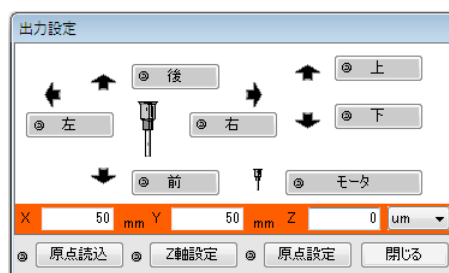 出力設定
後 上
左 右 下
前 モータ
X 50 mm Y 50 mm Z 0 um
原点読込 Z軸設定 原点設定 閉じる